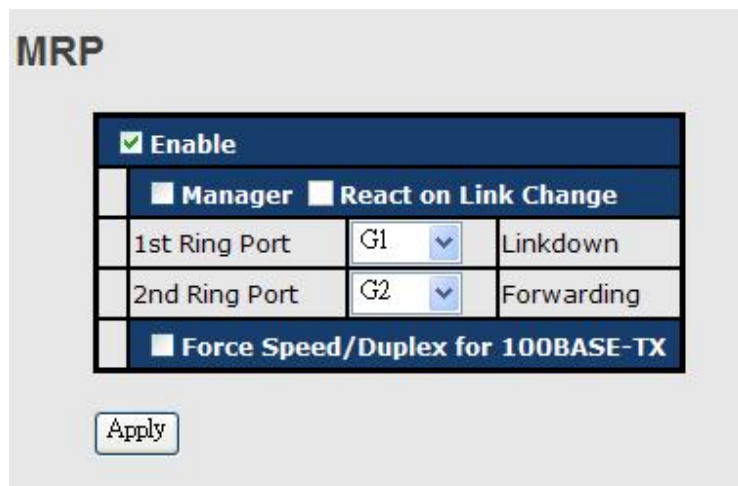 MRP
Enable
Manager React on Link Change
1st Ring Port G1 Linkdown
2nd Ring Port G2 Forwarding
Force Speed/Duplex for 100BASE-TX
Apply